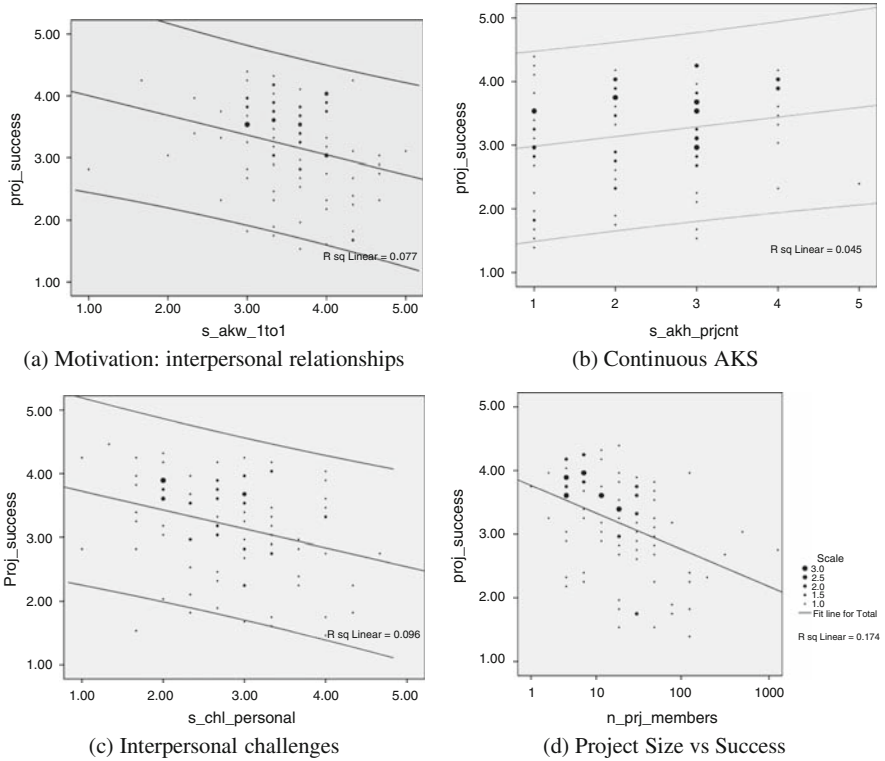 5.00
4.00
3.00
2.00
1.00
proj_success
R sq Linear = 0.077
1.00 2.00 3.00 4.00 5.00
s_akw_1to1
(a) Motivation: interpersonal relationships
5.00
4.00
3.00
2.00
1.00
proj_success
R sq Linear = 0.045
1 2 3 4 5
s_akh_prjcnt
(b) Continuous AKS
5.00
4.00
3.00
2.00
1.00
Proj_success
R sq Linear = 0.096
1.00 2.00 3.00 4.00 5.00
s_chl_personal
(c) Interpersonal challenges
5.00
4.00
3.00
2.00
1.00
proj_success
1 10 100 1000
n_prj_members
Scale
3.0
2.5
2.0
1.5
1.0
Fit line for Total
R sq Linear = 0.174
(d) Project Size vs Success